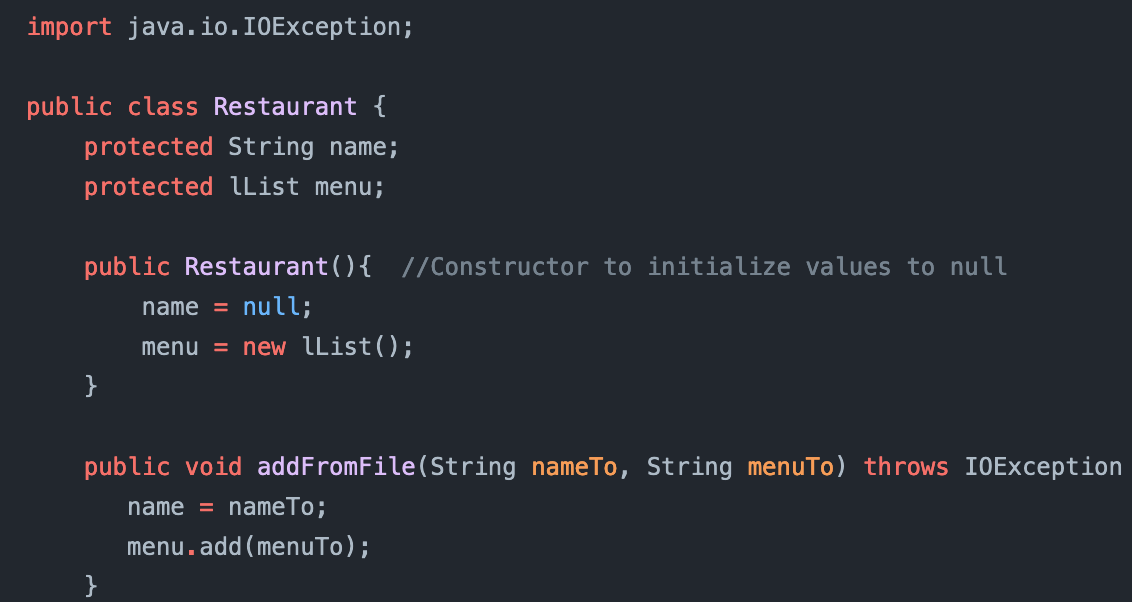 import java.io.IOException;
public class Restaurant {
    protected String name;
    protected lList menu;
    public Restaurant(){  //Constructor to initialize values to null
        name = null;
        menu = new lList();
    }
    public void addFromFile(String nameTo, String menuTo) throws IOException
       name = nameTo;
       menu.add(menuTo);
    }